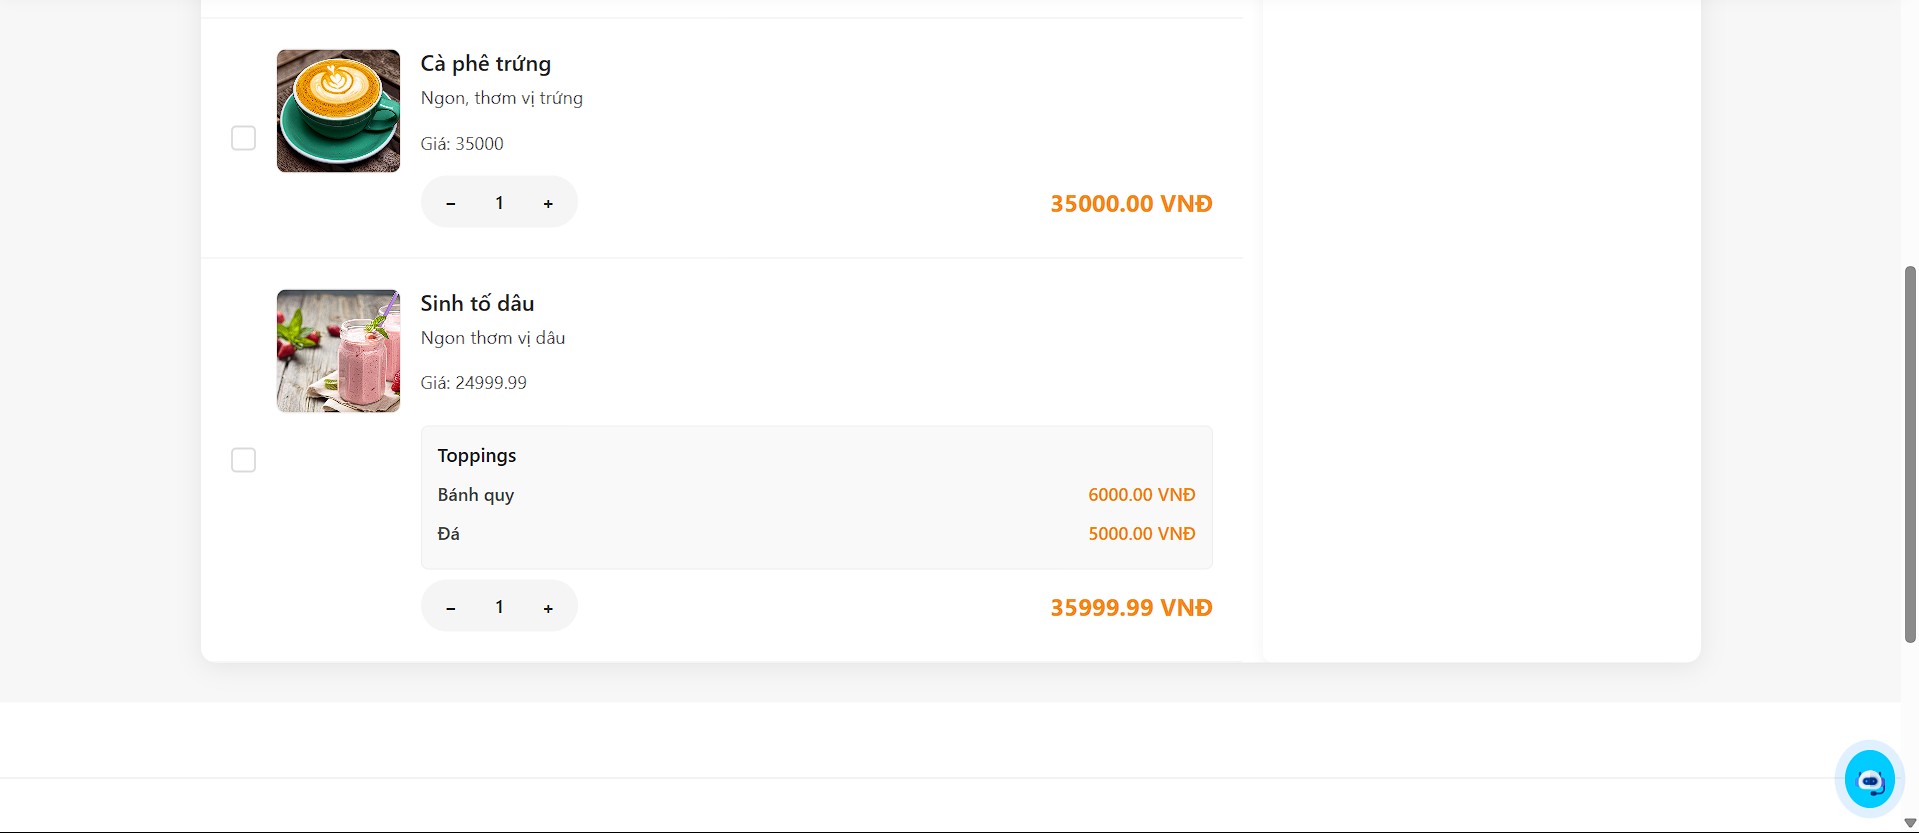 Cà phê trứng
Ngon, thơm vị trứng
Giá: 35000
– 1 +
35000.00 VNĐ
Sinh tố dâu
Ngon thơm vị dâu
Giá: 24999.99
Toppings
Bánh quy 6000.00 VNĐ
Đá 5000.00 VNĐ
– 1 +
35999.99 VNĐ